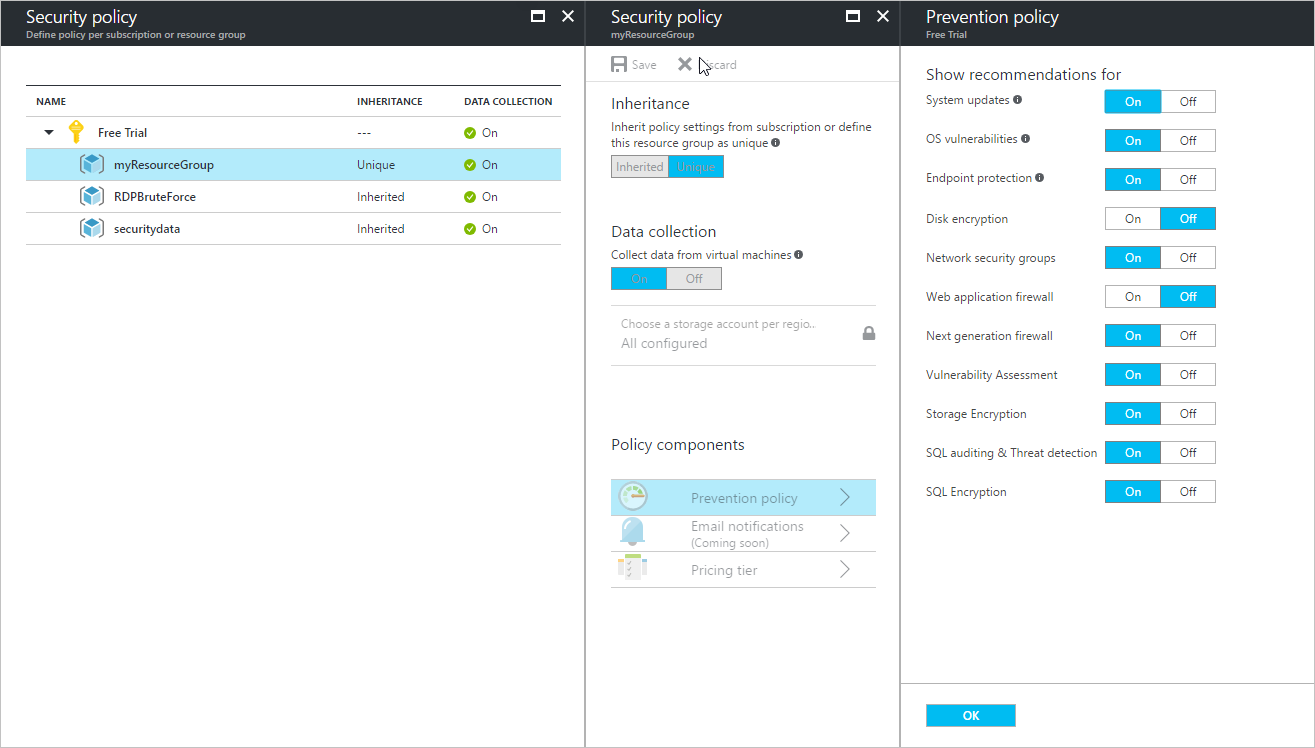 Security policy
Define policy per subscription or resource group
NAME INHERITANCE DATA COLLECTION
Free Trial --- On
myResourceGroup Unique On
RDPBruteForce Inherited On
securitydata Inherited On
Security policy
myResourceGroup
Save scard
Inheritance
Inherit policy settings from subscription or define
this resource group as unique
Inherited Unique
Data collection
Collect data from virtual machines
On Off
Choose a storage account per regio...
All configured
Policy components
Prevention policy
Email notifications
(Coming soon)
Pricing tier
Prevention policy
Free Trial
Show recommendations for
System updates On Off
OS vulnerabilities On Off
Endpoint protection On Off
Disk encryption On Off
Network security groups On Off
Web application firewall On Off
Next generation firewall On Off
Vulnerability Assessment On Off
Storage Encryption On Off
SQL auditing & Threat detection On Off
SQL Encryption On Off
OK